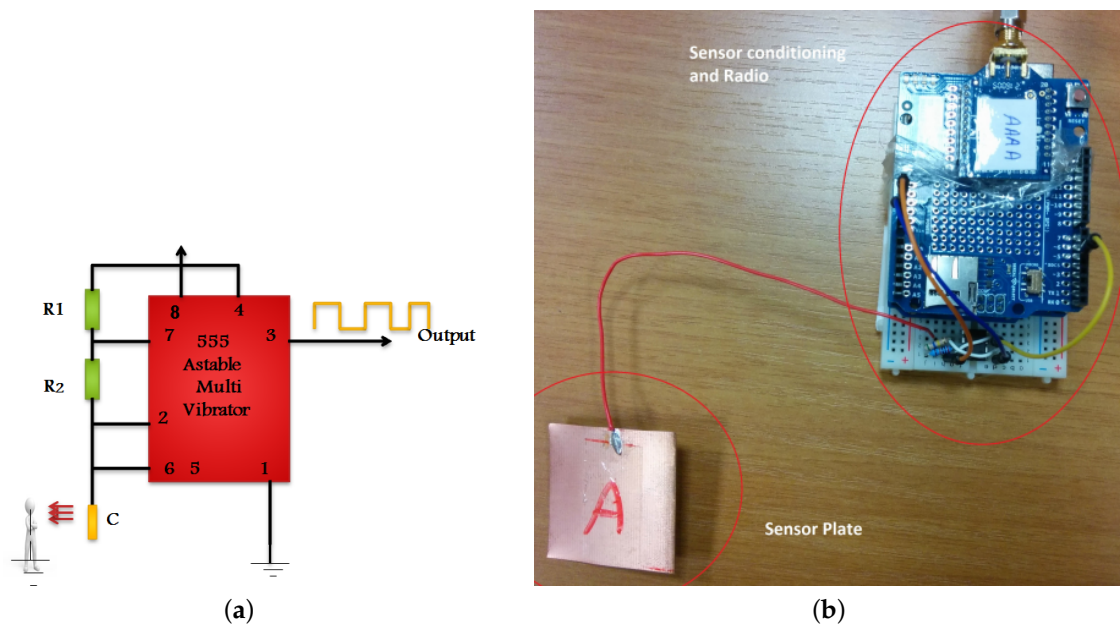 R1
R2
8
4
7
3
555
Astable
Multi
Vibrator
2
6
5
1
C
Output
(a)
Sensor conditioning
and Radio
AAAA
RESET
A
Sensor Plate
(b)